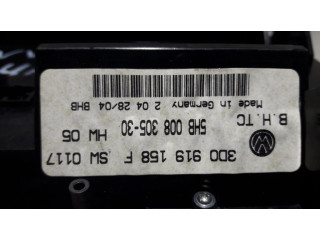 3D0 919 158 F SW 0117
B.H.TC HW 05
5HB 008 305-30
Made in Germany 2 04 28/04 BHB